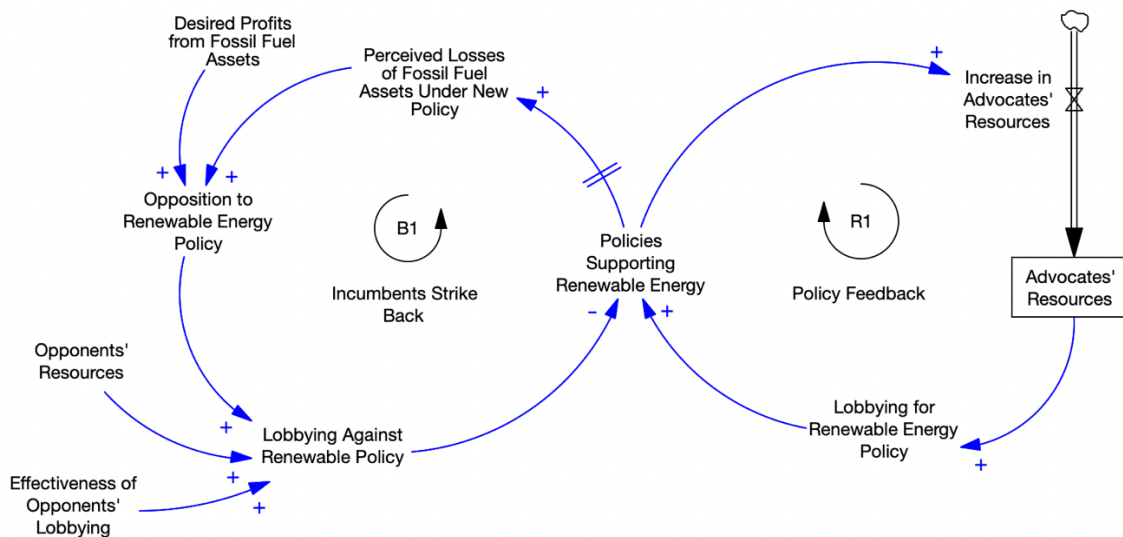 Desired Profits
from Fossil Fuel
Assets
Perceived Losses
of Fossil Fuel
Assets Under New
Policy
+
+
Increase in
Advocates'
Resources
+
+
Opposition to
Renewable Energy
Policy
B1
Incumbents Strike
Back
Policies
Supporting
Renewable Energy
R1
Policy Feedback
Advocates'
Resources
-
+
Opponents'
Resources
Lobbying for
Renewable Energy
Policy
+
+
Lobbying Against
Renewable Policy
+
Effectiveness of
Opponents'
Lobbying
+